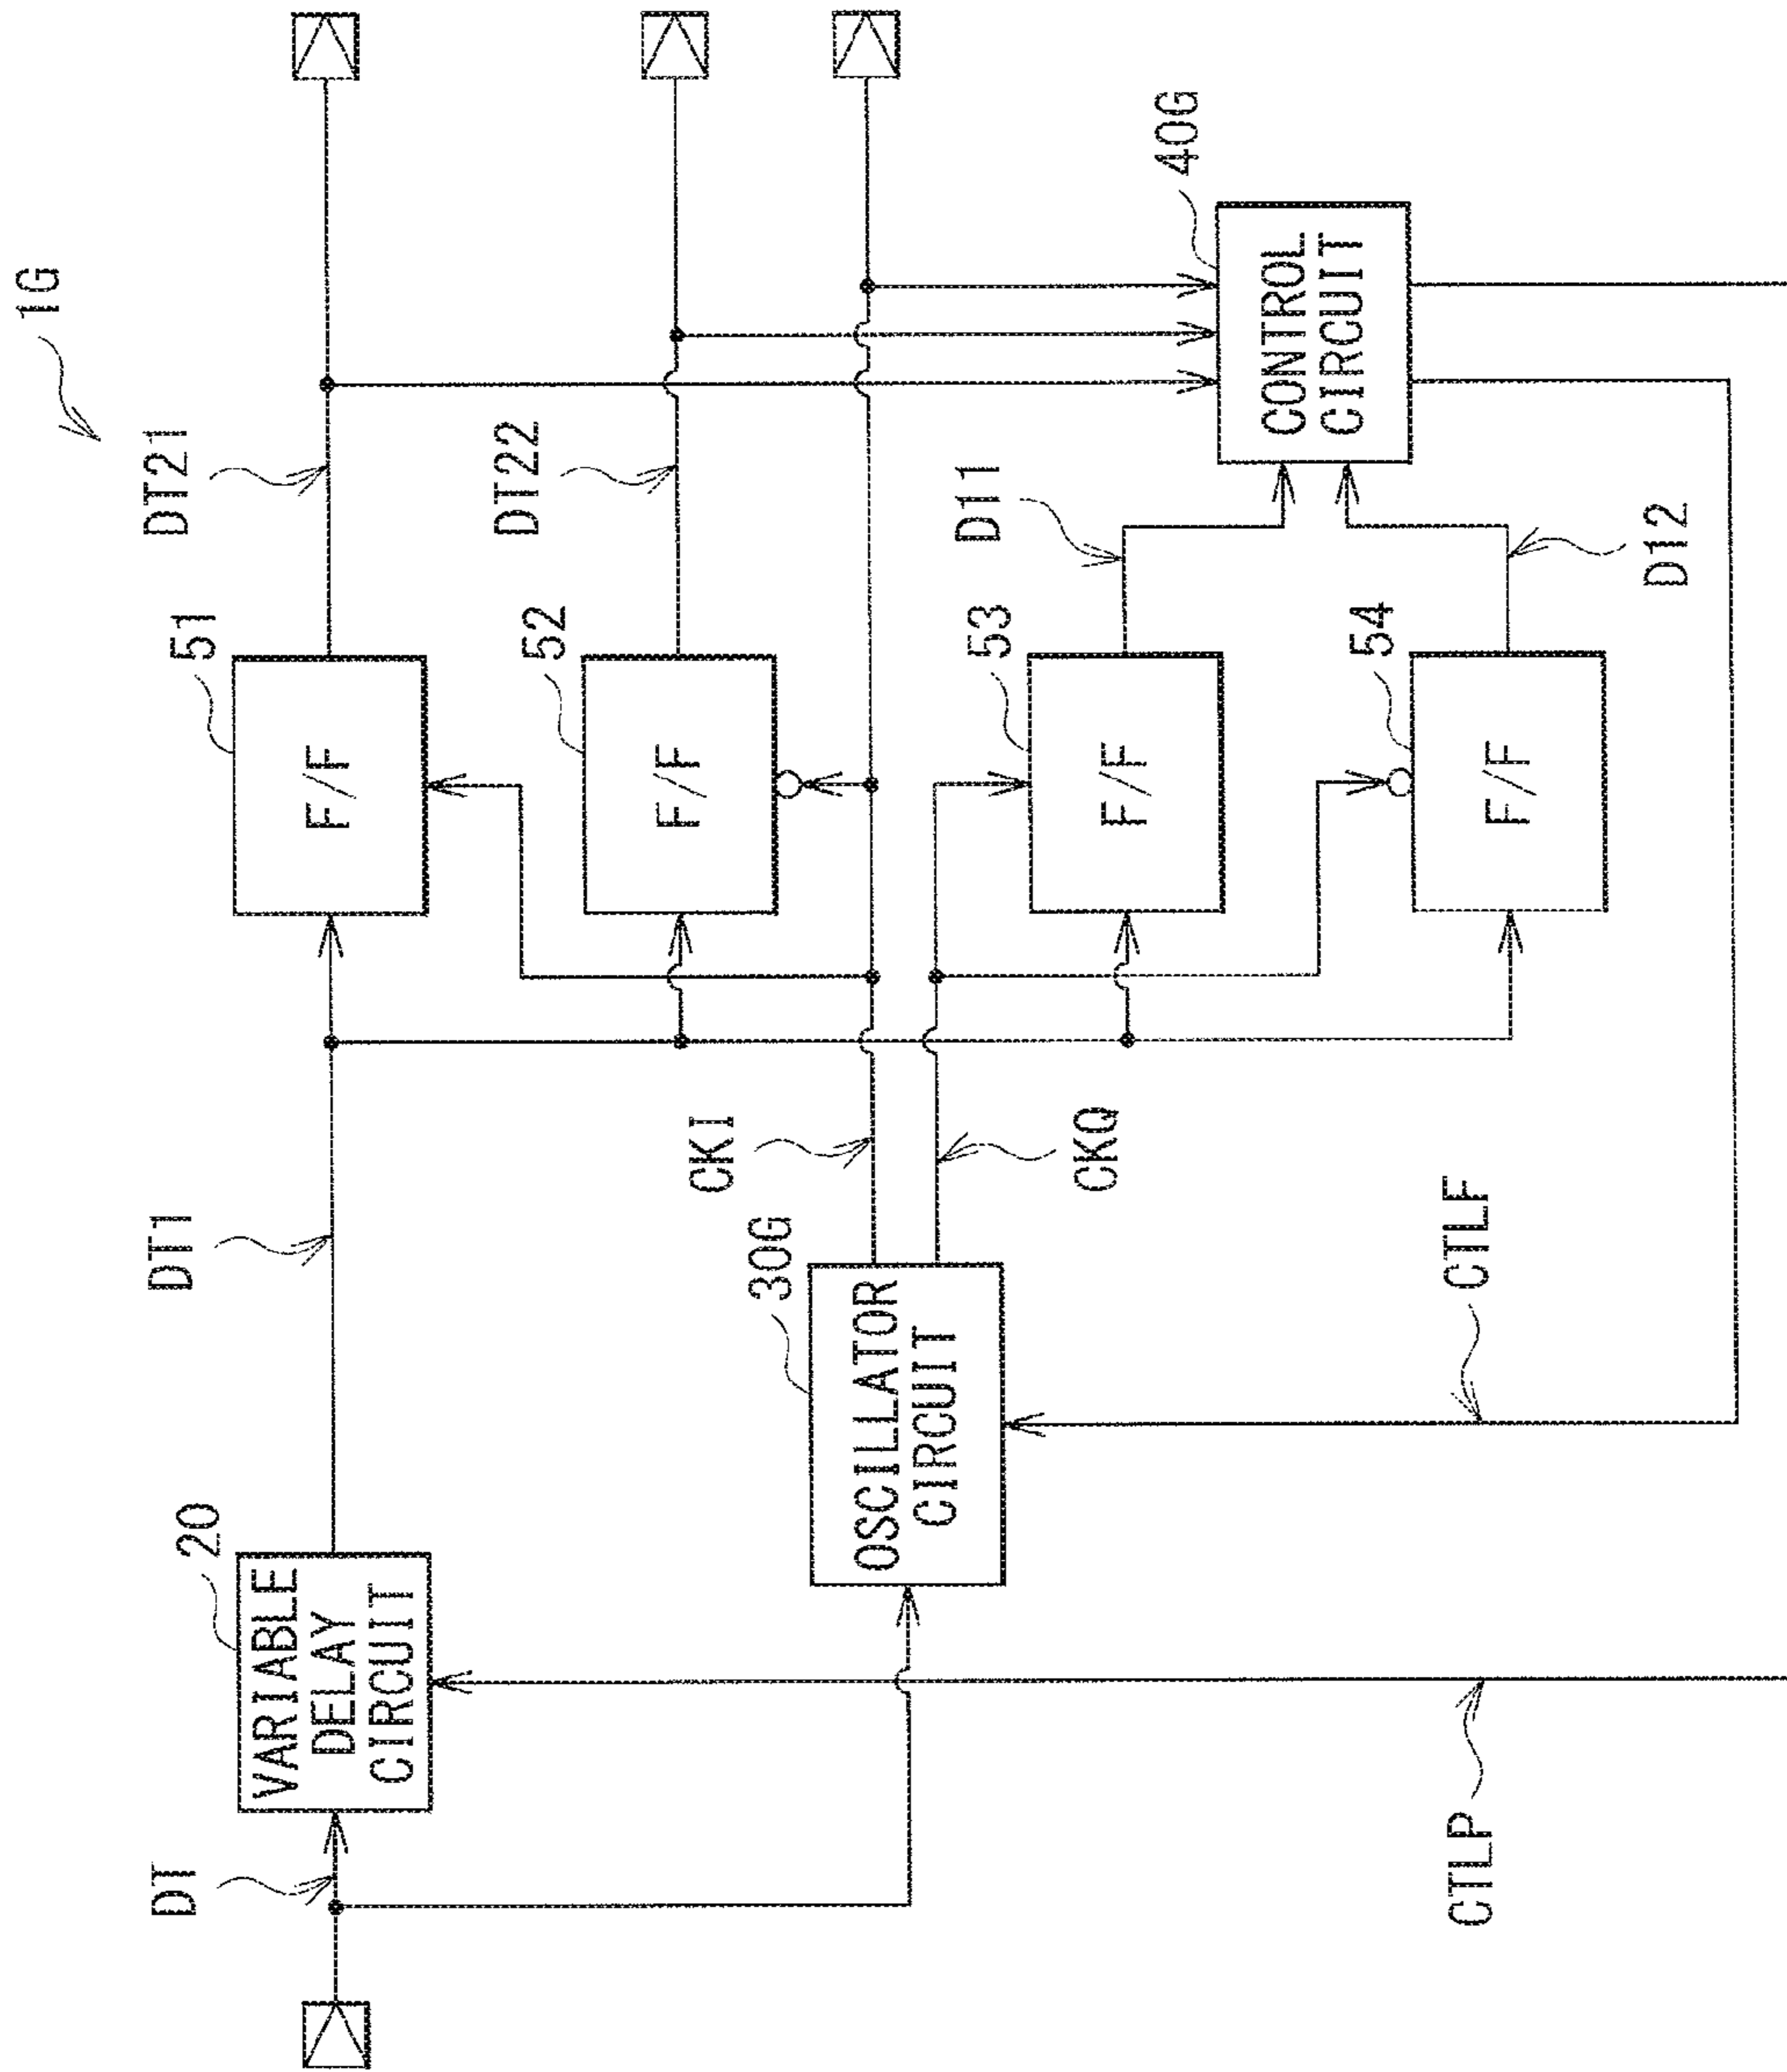 1G
DT
20
VARIABLE
DELAY
CIRCUIT
DT1
51
F/F
DT21
52
F/F
DT22
30G
OSCILLATOR
CIRCUIT
CKI
CKQ
53
F/F
D11
54
F/F
D12
40G
CONTROL
CIRCUIT
CTLF
CTLP